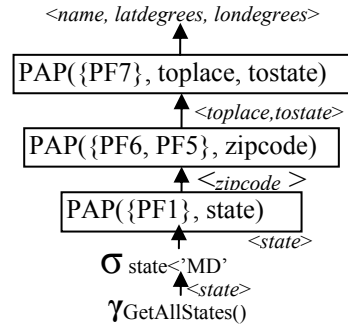 <name, latdegrees, londegrees>
PAP({PF7}, toplace, tostate)
<toplace,tostate>
PAP({PF6, PF5}, zipcode)
<zipcode >
PAP({PF1}, state)
<state>
σ state<'MD'
<state>
γGetAllStates()